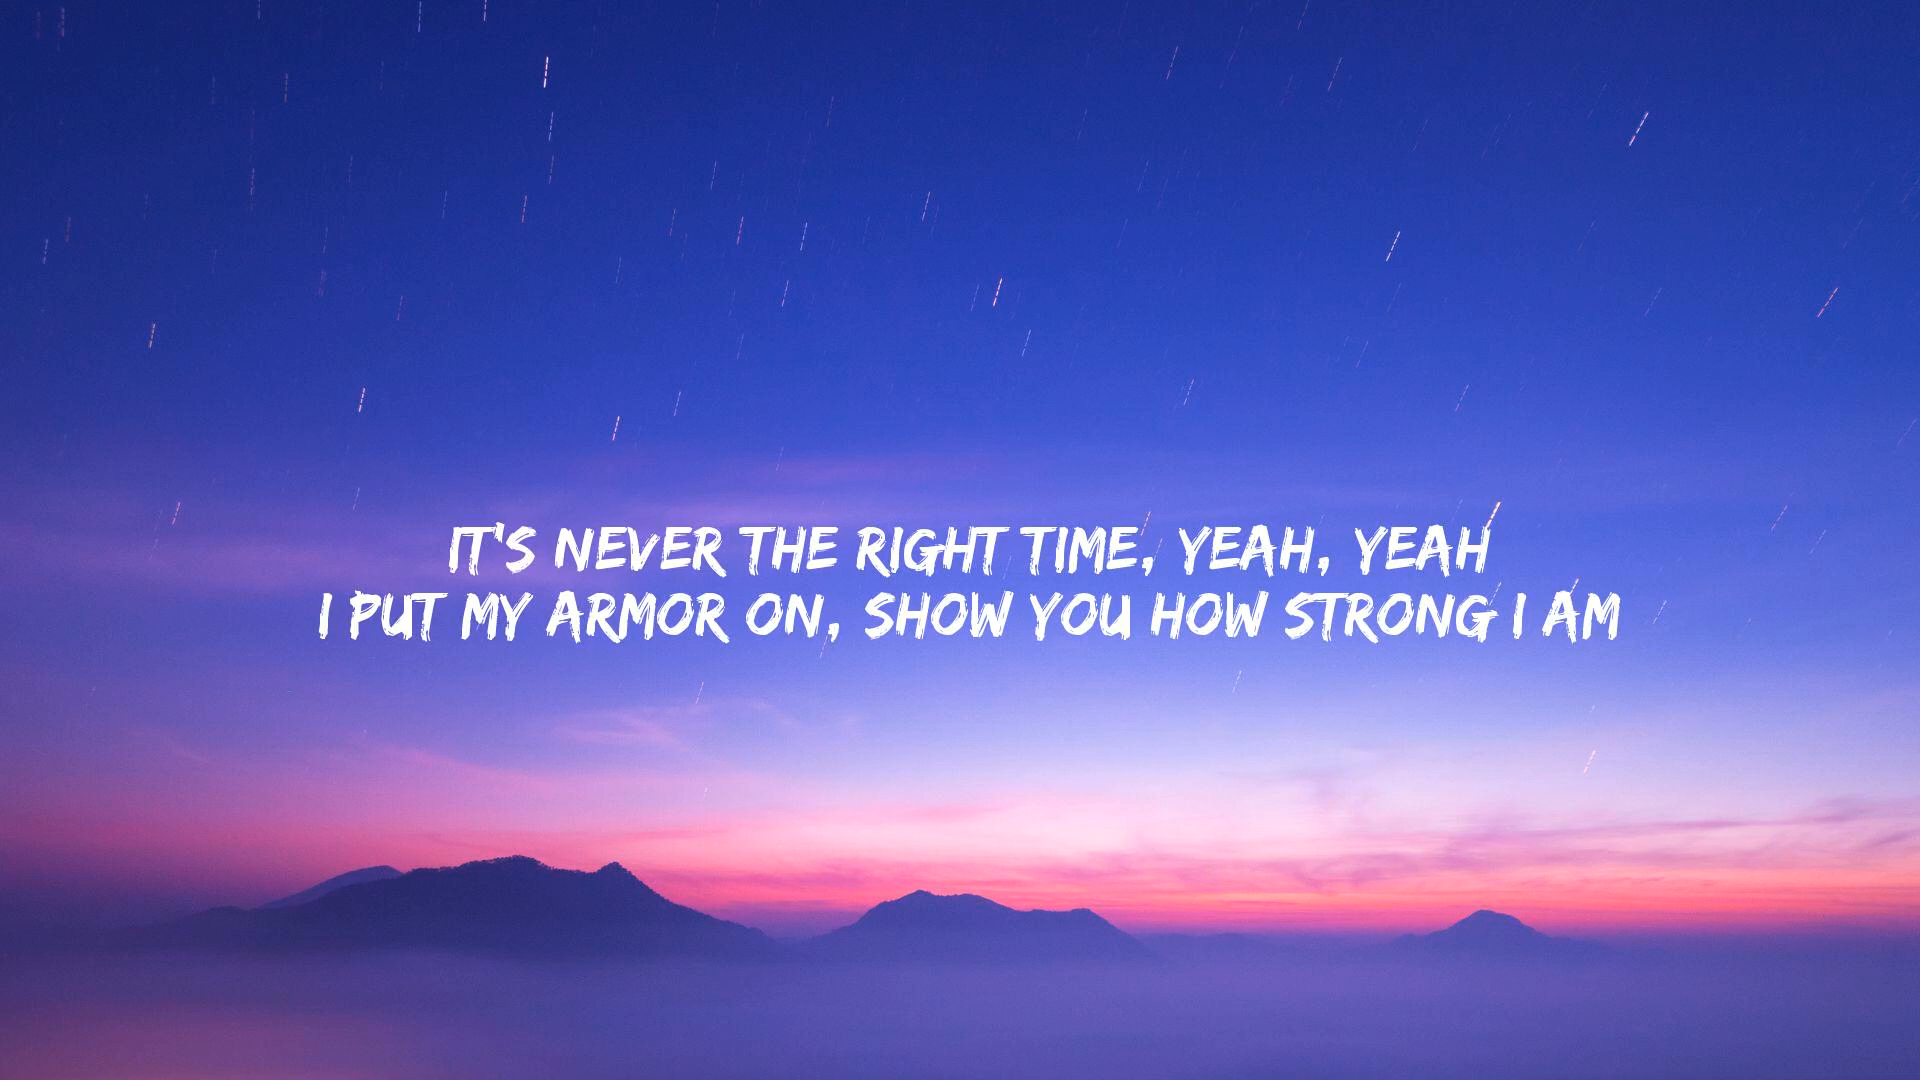 IT'S NEVER THE RIGHT TIME, YEAH, YEAH
I PUT MY ARMOR ON, SHOW YOU HOW STRONG I AM